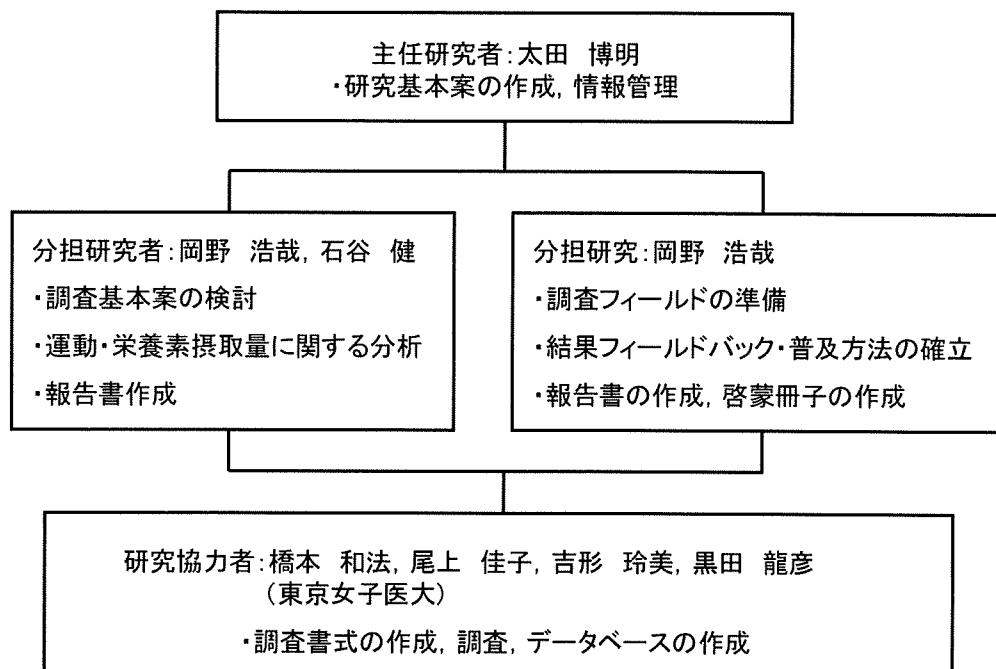 主任研究者:太田 博明
・研究基本案の作成, 情報管理
分担研究者:岡野 浩哉, 石谷 健
・調査基本案の検討
・運動・栄養素摂取量に関する分析
・報告書作成
分担研究:岡野 浩哉
・調査フィールドの準備
・結果フィールドバック・普及方法の確立
・報告書の作成, 啓蒙冊子の作成
研究協力者:橋本 和法, 尾上 佳子, 吉形 玲美, 黒田 龍彦
(東京女子医大)
・調査書式の作成, 調査, データベースの作成